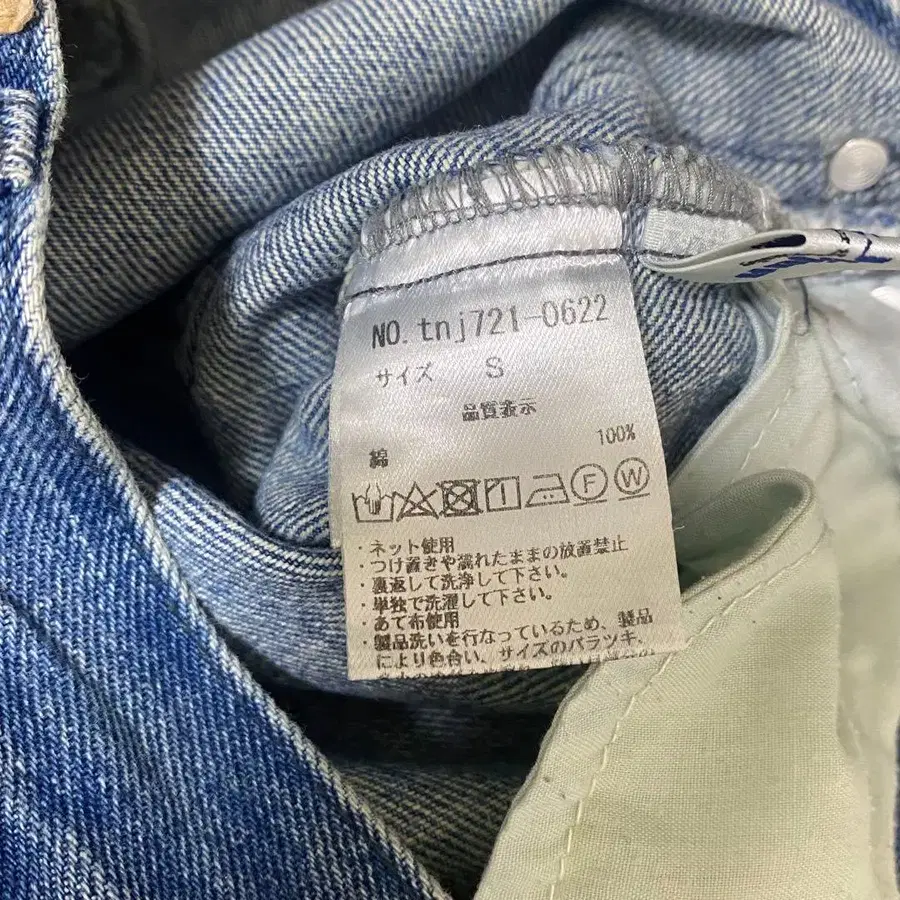 NO.tnj721-0622
サイズ S
品質表示
綿 100%
F W
・ネット使用
・つけ置きや濡れたままの放置禁止
・裏返して洗浄して下さい。
・単独で洗濯して下さい。
・あて布使用
・製品洗いを行なっているため、製品
により色合い、サイズのバラツキ